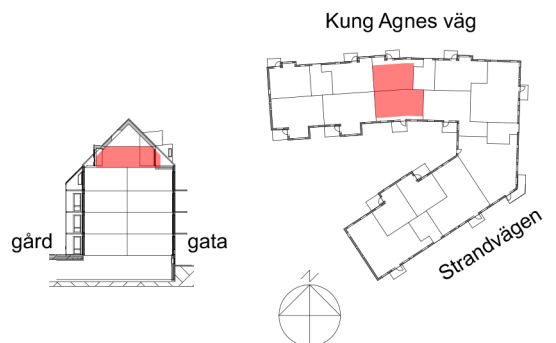 Kung Agnes väg
gård
gata
Strandvägen
N